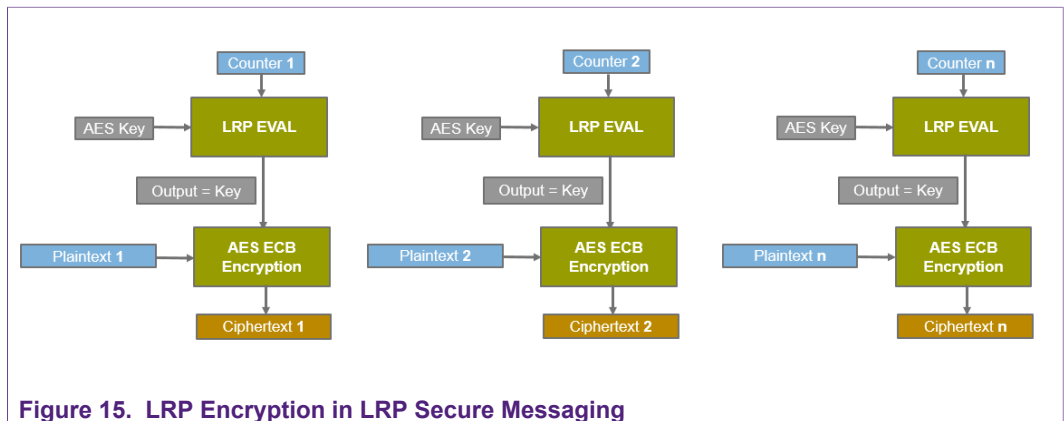 Counter 1
Counter 2
Counter n
AES Key
LRP EVAL
AES Key
LRP EVAL
AES Key
LRP EVAL
Output = Key
Output = Key
Output = Key
Plaintext 1
AES ECB
Encryption
Plaintext 2
AES ECB
Encryption
Plaintext n
AES ECB
Encryption
Ciphertext 1
Ciphertext 2
Ciphertext n
Figure 15. LRP Encryption in LRP Secure Messaging